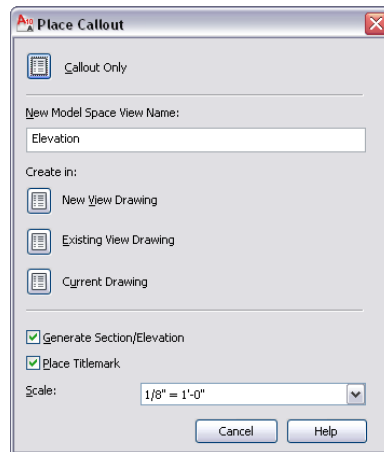 Place Callout
Callout Only
New Model Space View Name:
Elevation
Create in:
New View Drawing
Existing View Drawing
Current Drawing
Generate Section/Elevation
Place Titlemark
Scale: 1/8" = 1'-0"
Cancel Help